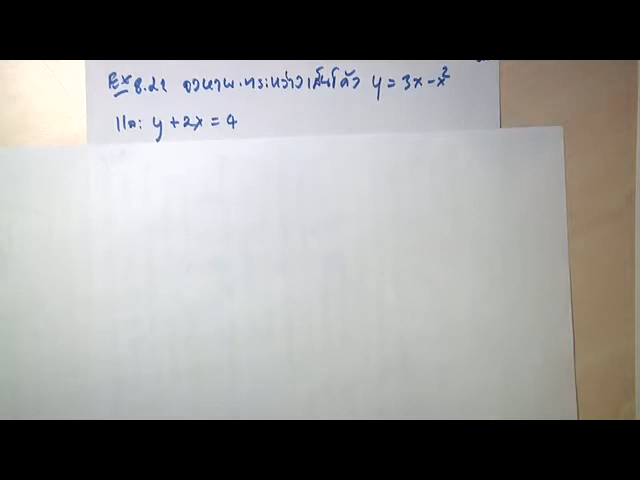 Ex 8.21 จงหา พ.ท.ระหว่างเส้นโค้ง y = 3x - x²
และ y + 2x = 4